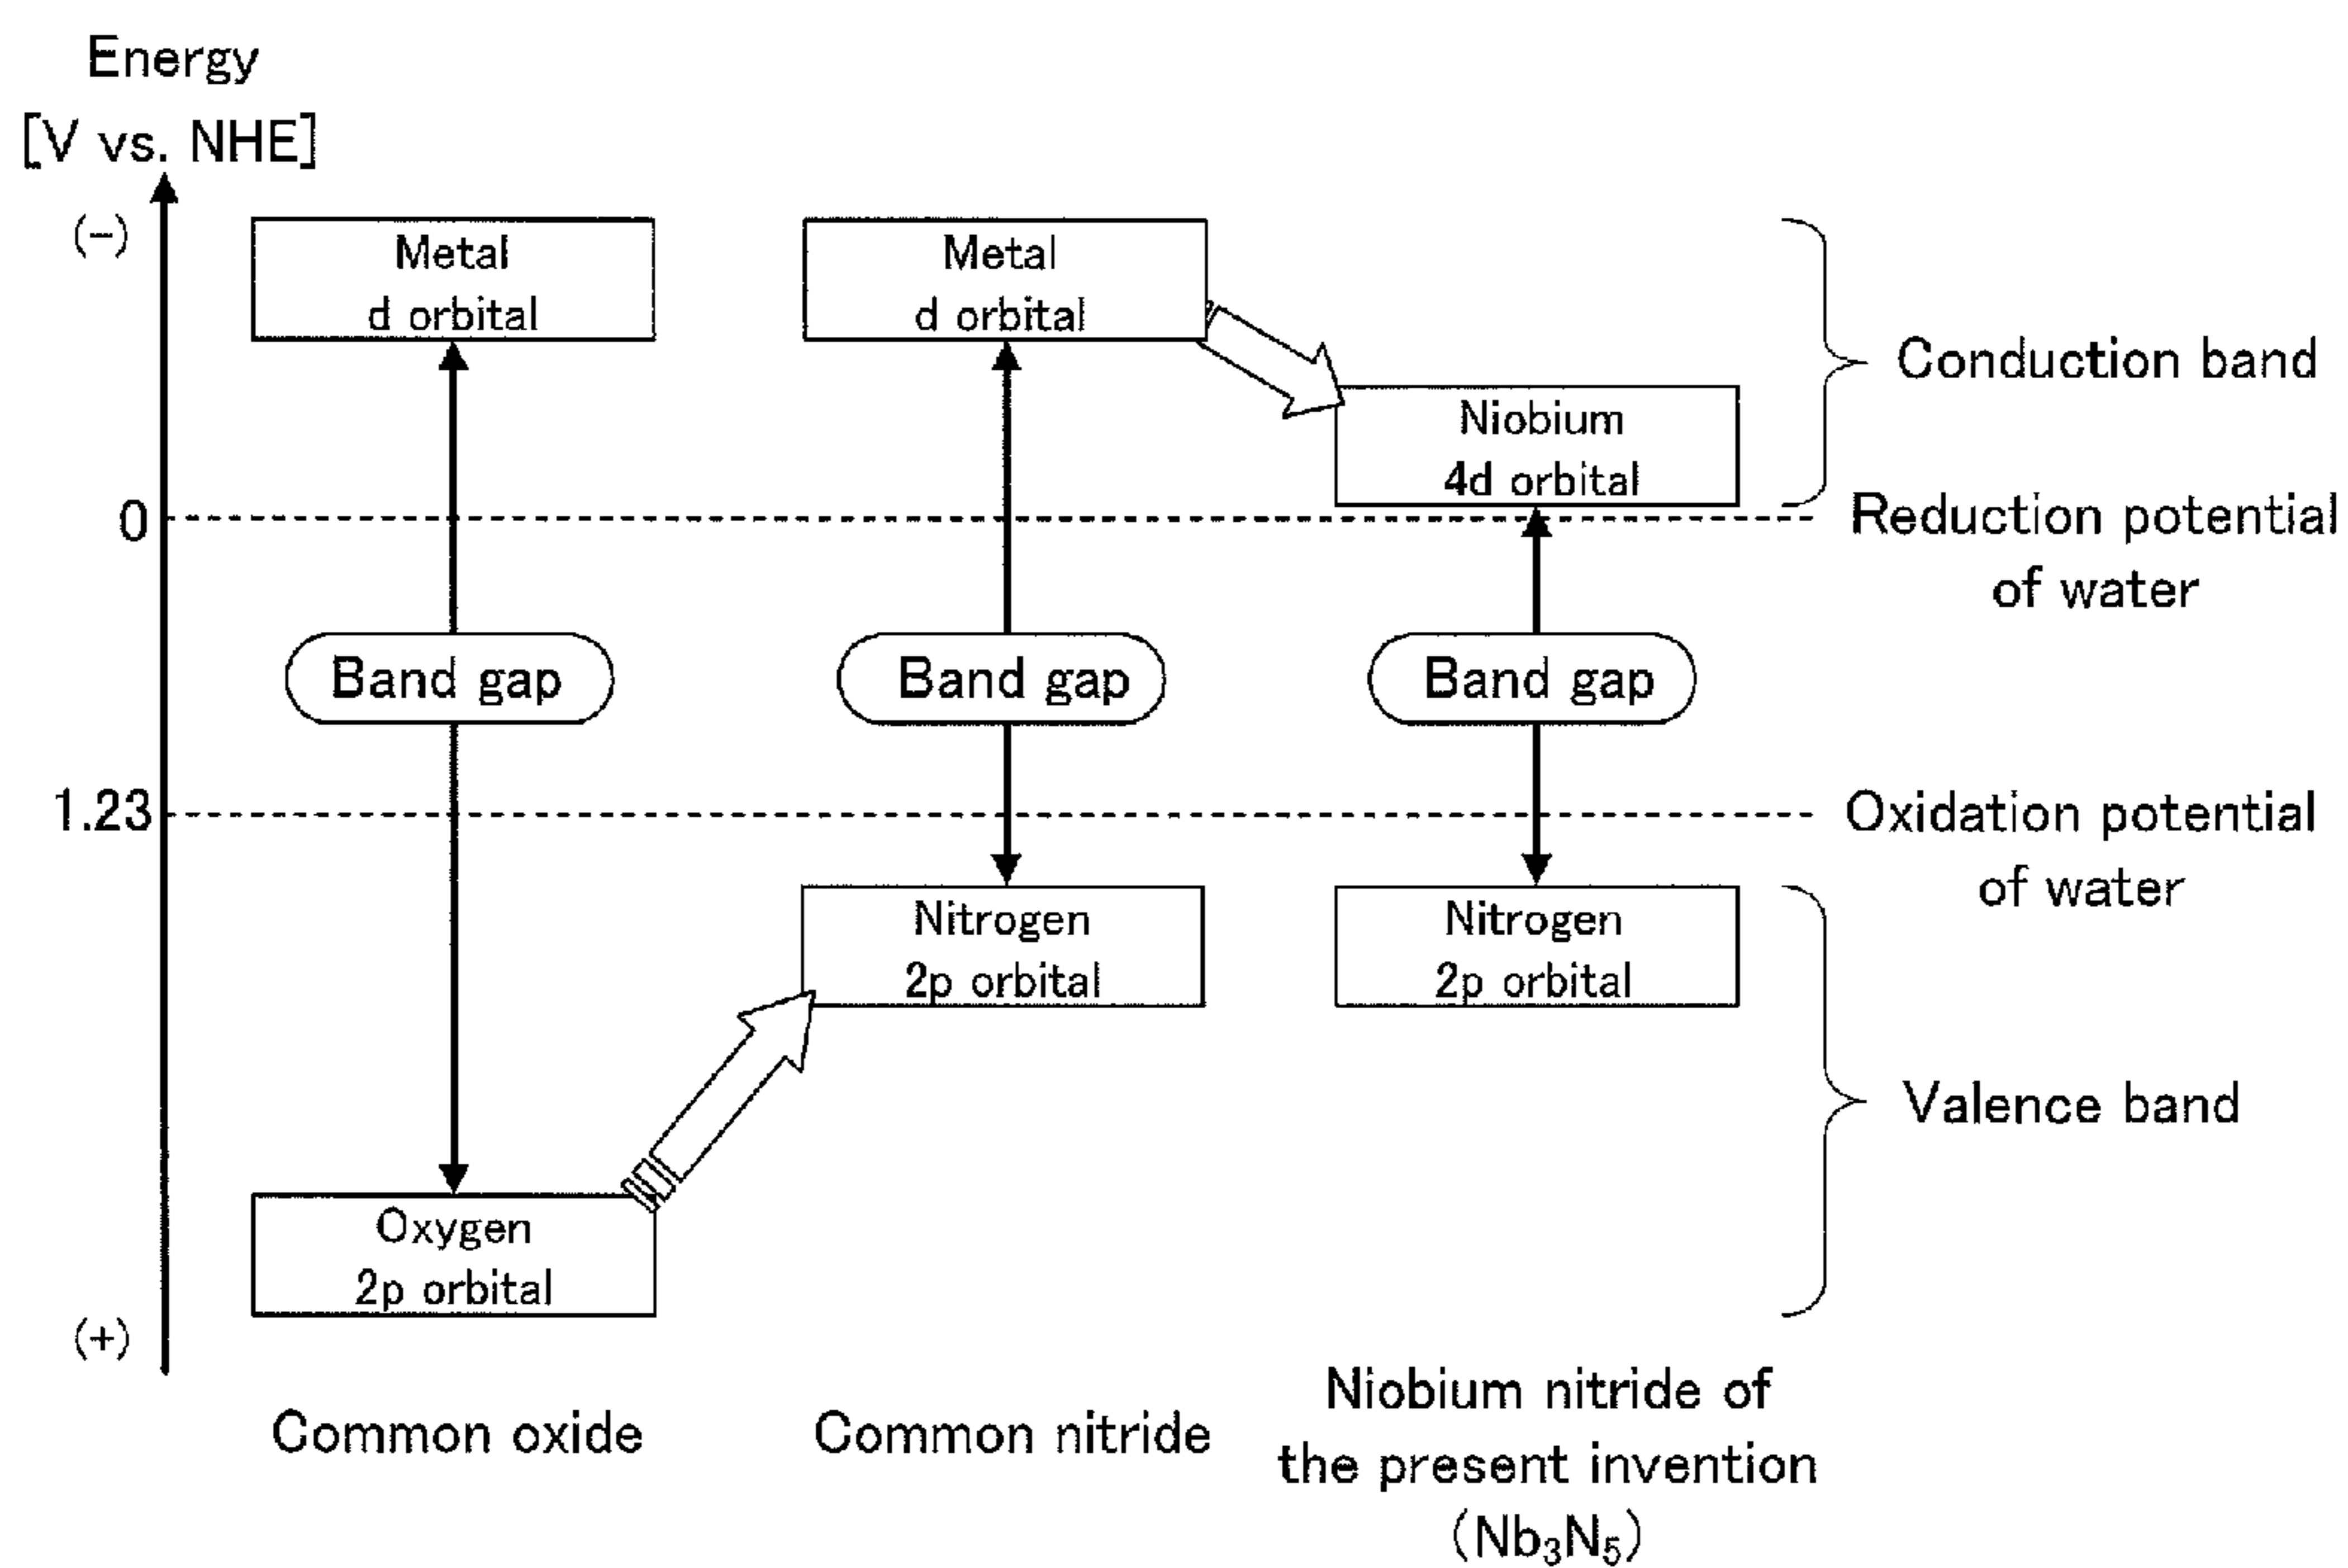 Energy
[V vs. NHE]
(-)
Metal
d orbital
Metal
d orbital
Conduction band
Niobium
4d orbital
0
Reduction potential
of water
Band gap
Band gap
Band gap
1.23
Oxidation potential
of water
Nitrogen
2p orbital
Nitrogen
2p orbital
Valence band
Oxygen
2p orbital
(+)
Common oxide
Common nitride
Niobium nitride of
the present invention
(Nb₃N₅)